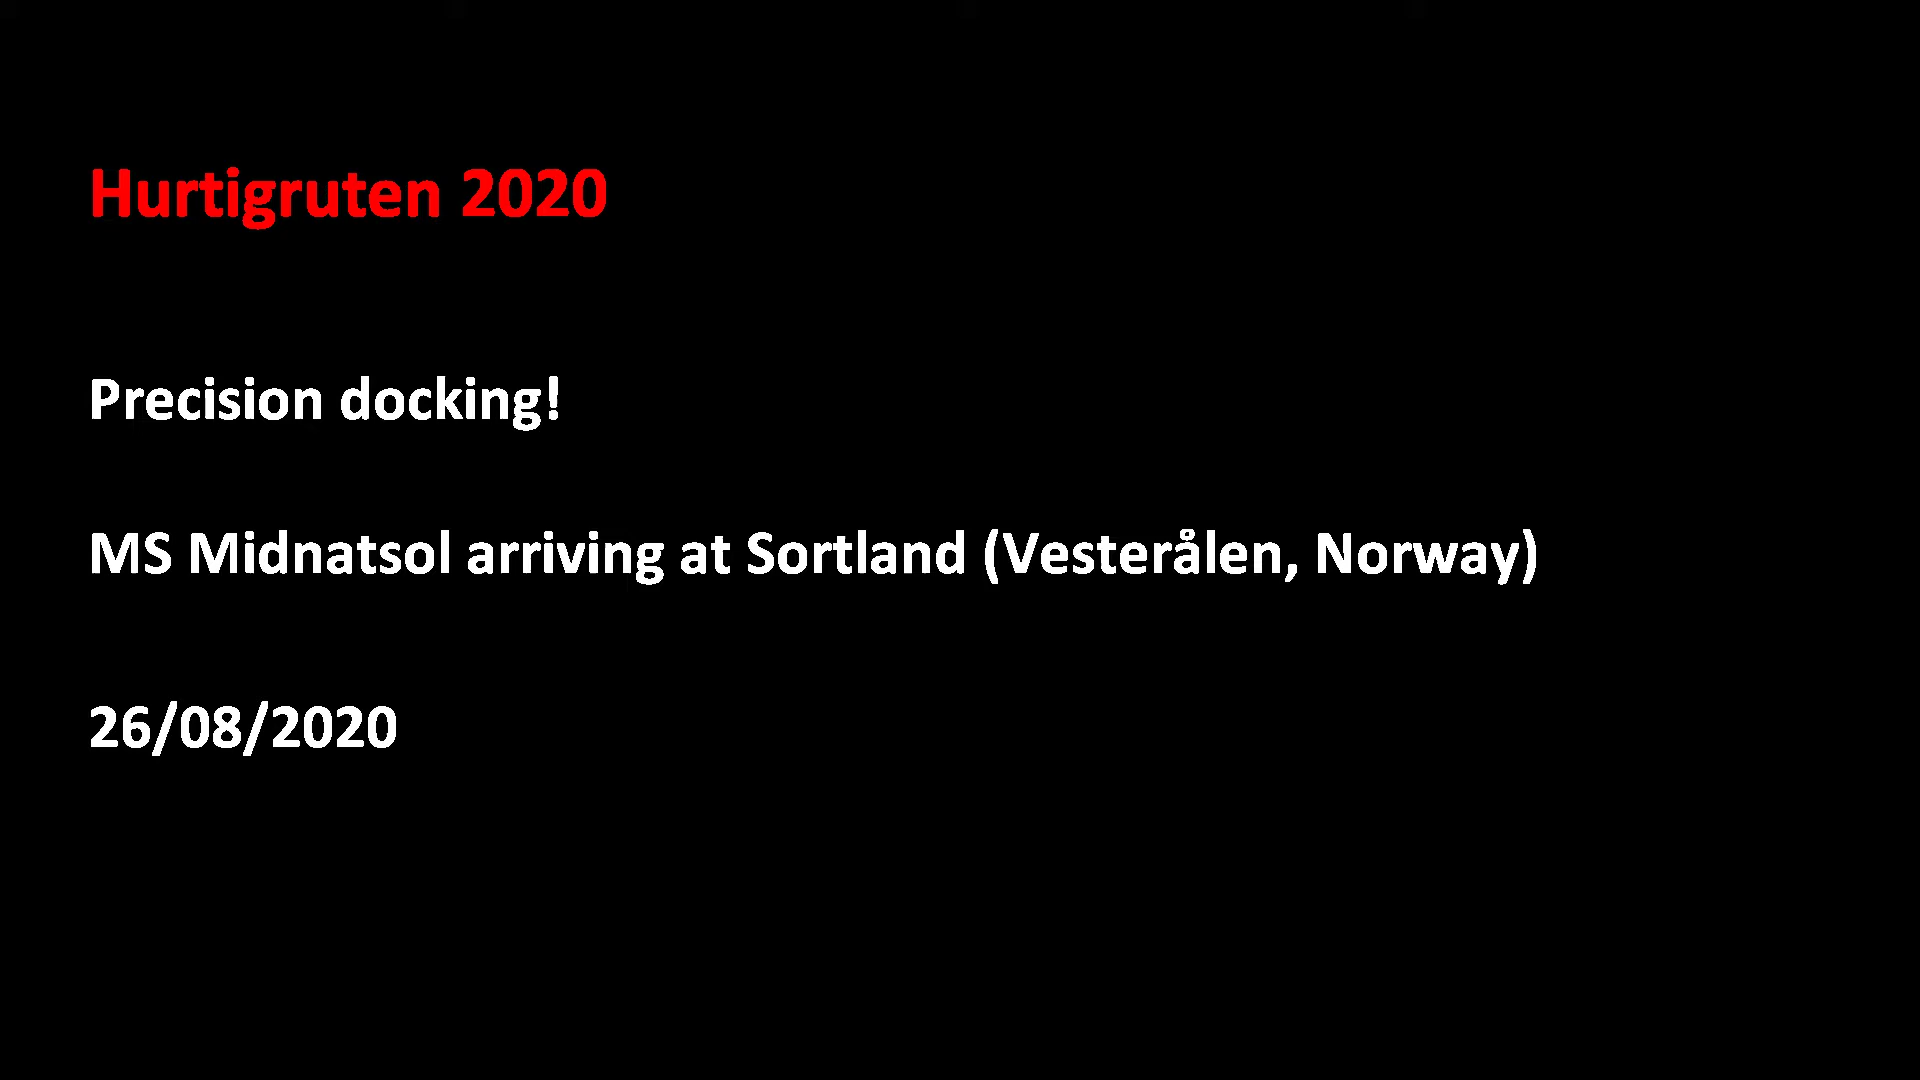 Hurtigruten 2020
Precision docking!
MS Midnatsol arriving at Sortland (Vesterålen, Norway)
26/08/2020